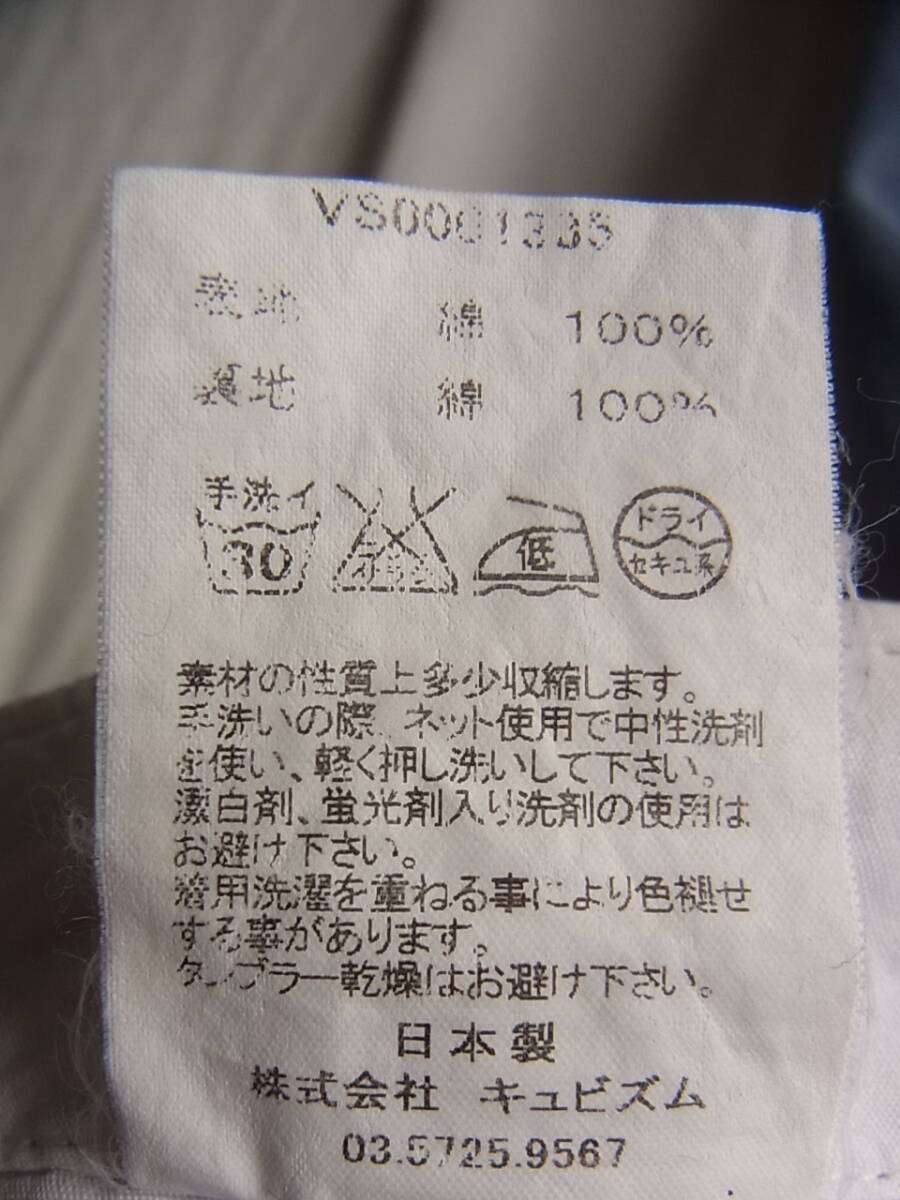 VS0001335
表地 綿 100%
裏地 綿 100%
手洗イ
30
エンソ
サラシ
低
ドライ
セキユ系
素材の性質上多少収縮します。
手洗いの際、ネット使用で中性洗剤
を使い、軽く押し洗いして下さい。
漂白剤、蛍光剤入り洗剤の使用は
お避け下さい。
着用洗濯を重ねる事により色褪せ
する事があります。
タンブラー乾燥はお避け下さい。
日本製
株式会社 キュビズム
03.5725.9567